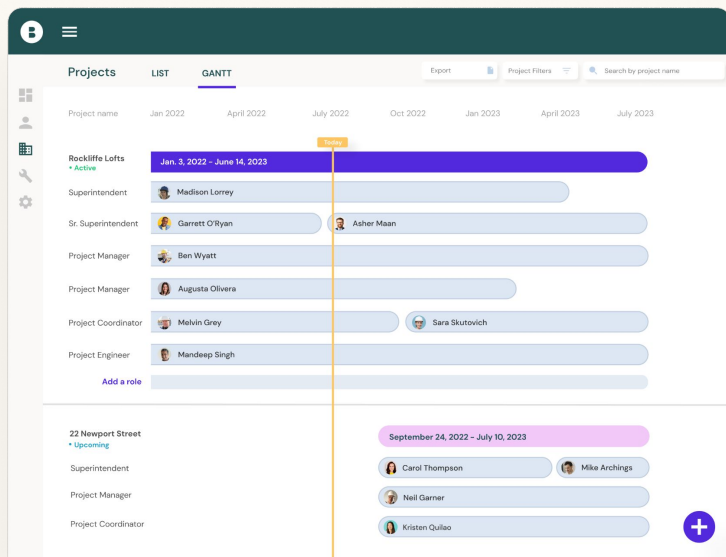 B
Projects
LIST
GANTT
Export
Project Filters
Search by project name
Project name
Jan 2022
April 2022
July 2022
Oct 2022
Jan 2023
April 2023
July 2023
Today
Rockliffe Lofts
Jan. 3, 2022 - June 14, 2023
• Active
Superintendent
Madison Lorrey
Sr. Superintendent
Garrett O'Ryan
Asher Maan
Project Manager
Ben Wyatt
Project Manager
Augusta Olivera
Project Coordinator
Melvin Grey
Sara Skutovich
Project Engineer
Mandeep Singh
Add a role
22 Newport Street
September 24, 2022 - July 10, 2023
• Upcoming
Superintendent
Carol Thompson
Mike Archings
Project Manager
Neil Garner
Project Coordinator
Kristen Quilao